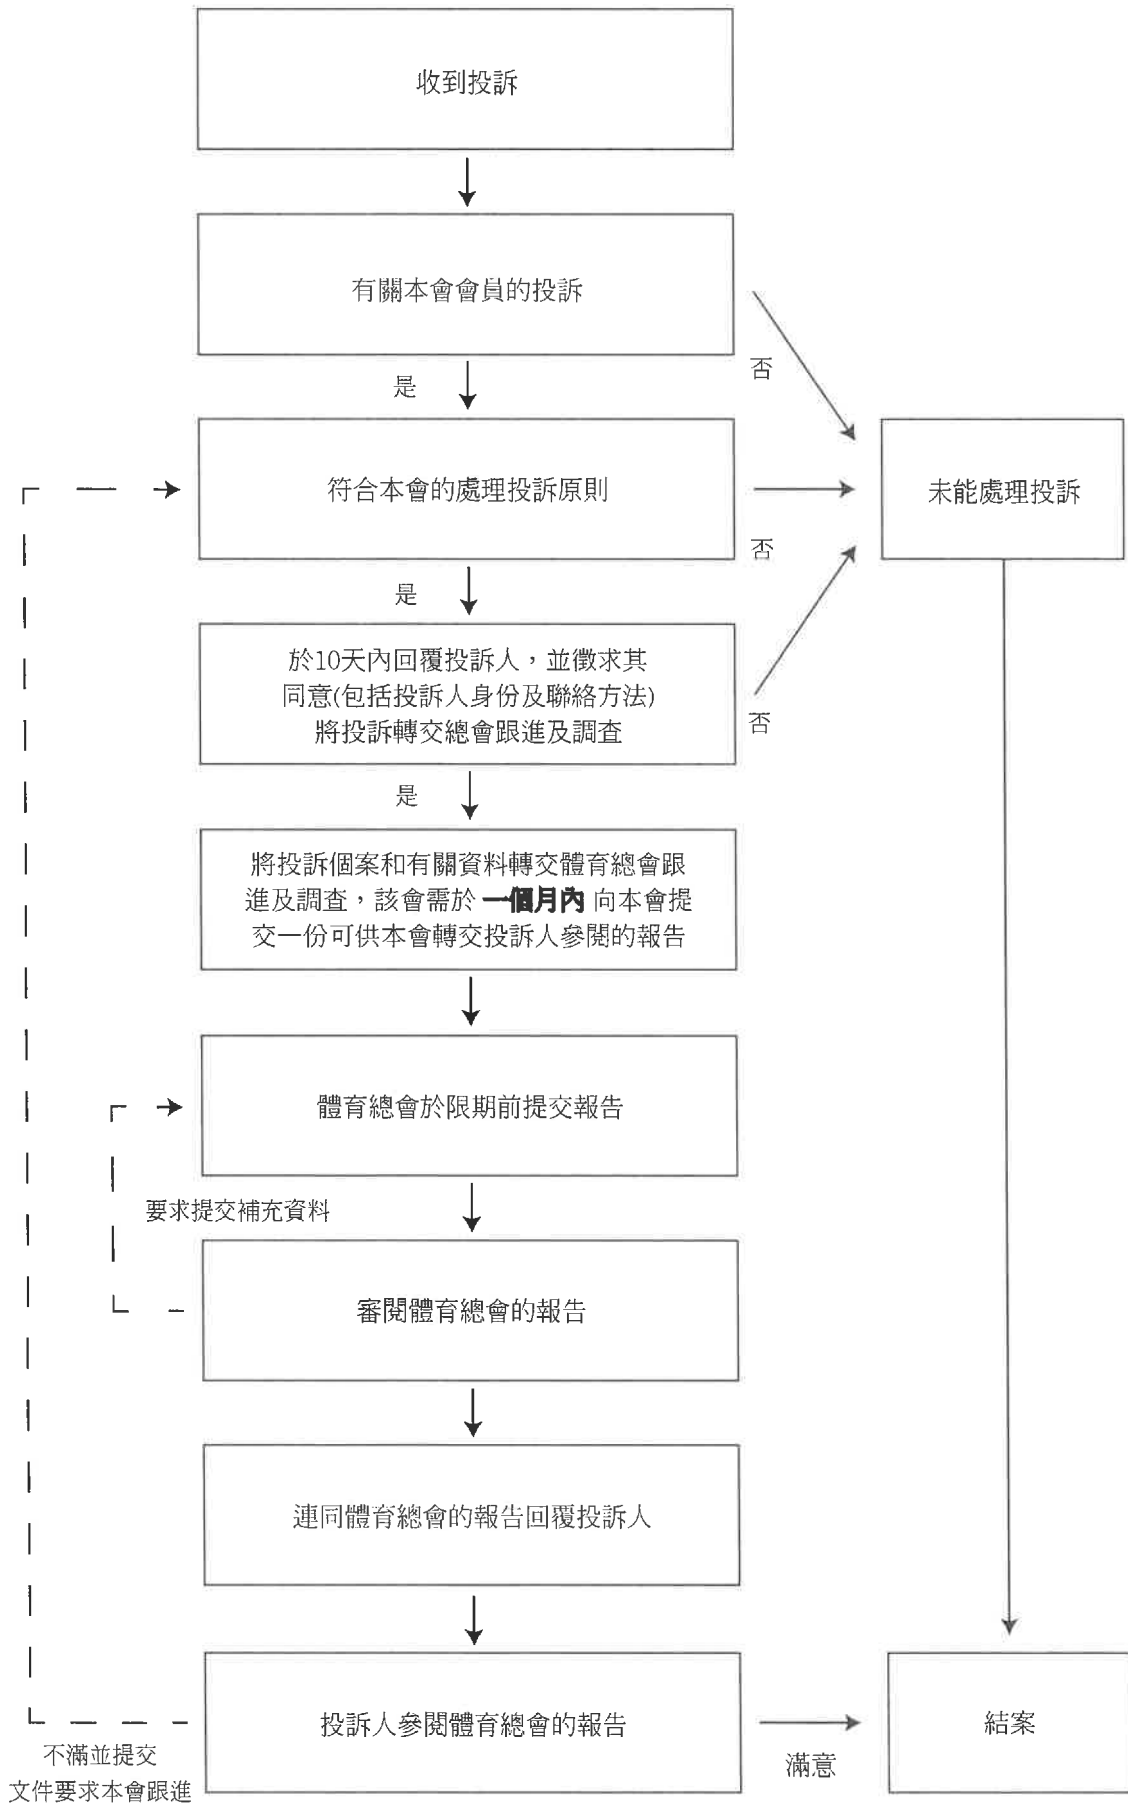 收到投訴
有關本會會員的投訴
否
是
符合本會的處理投訴原則
未能處理投訴
否
是
於10天內回覆投訴人，並徵求其
同意(包括投訴人身份及聯絡方法)
將投訴轉交總會跟進及調查
否
是
將投訴個案和有關資料轉交體育總會跟
進及調查，該會需於 一個月內 向本會提
交一份可供本會轉交投訴人參閱的報告
體育總會於限期前提交報告
要求提交補充資料
審閱體育總會的報告
連同體育總會的報告回覆投訴人
投訴人參閱體育總會的報告
結案
滿意
不滿並提交
文件要求本會跟進